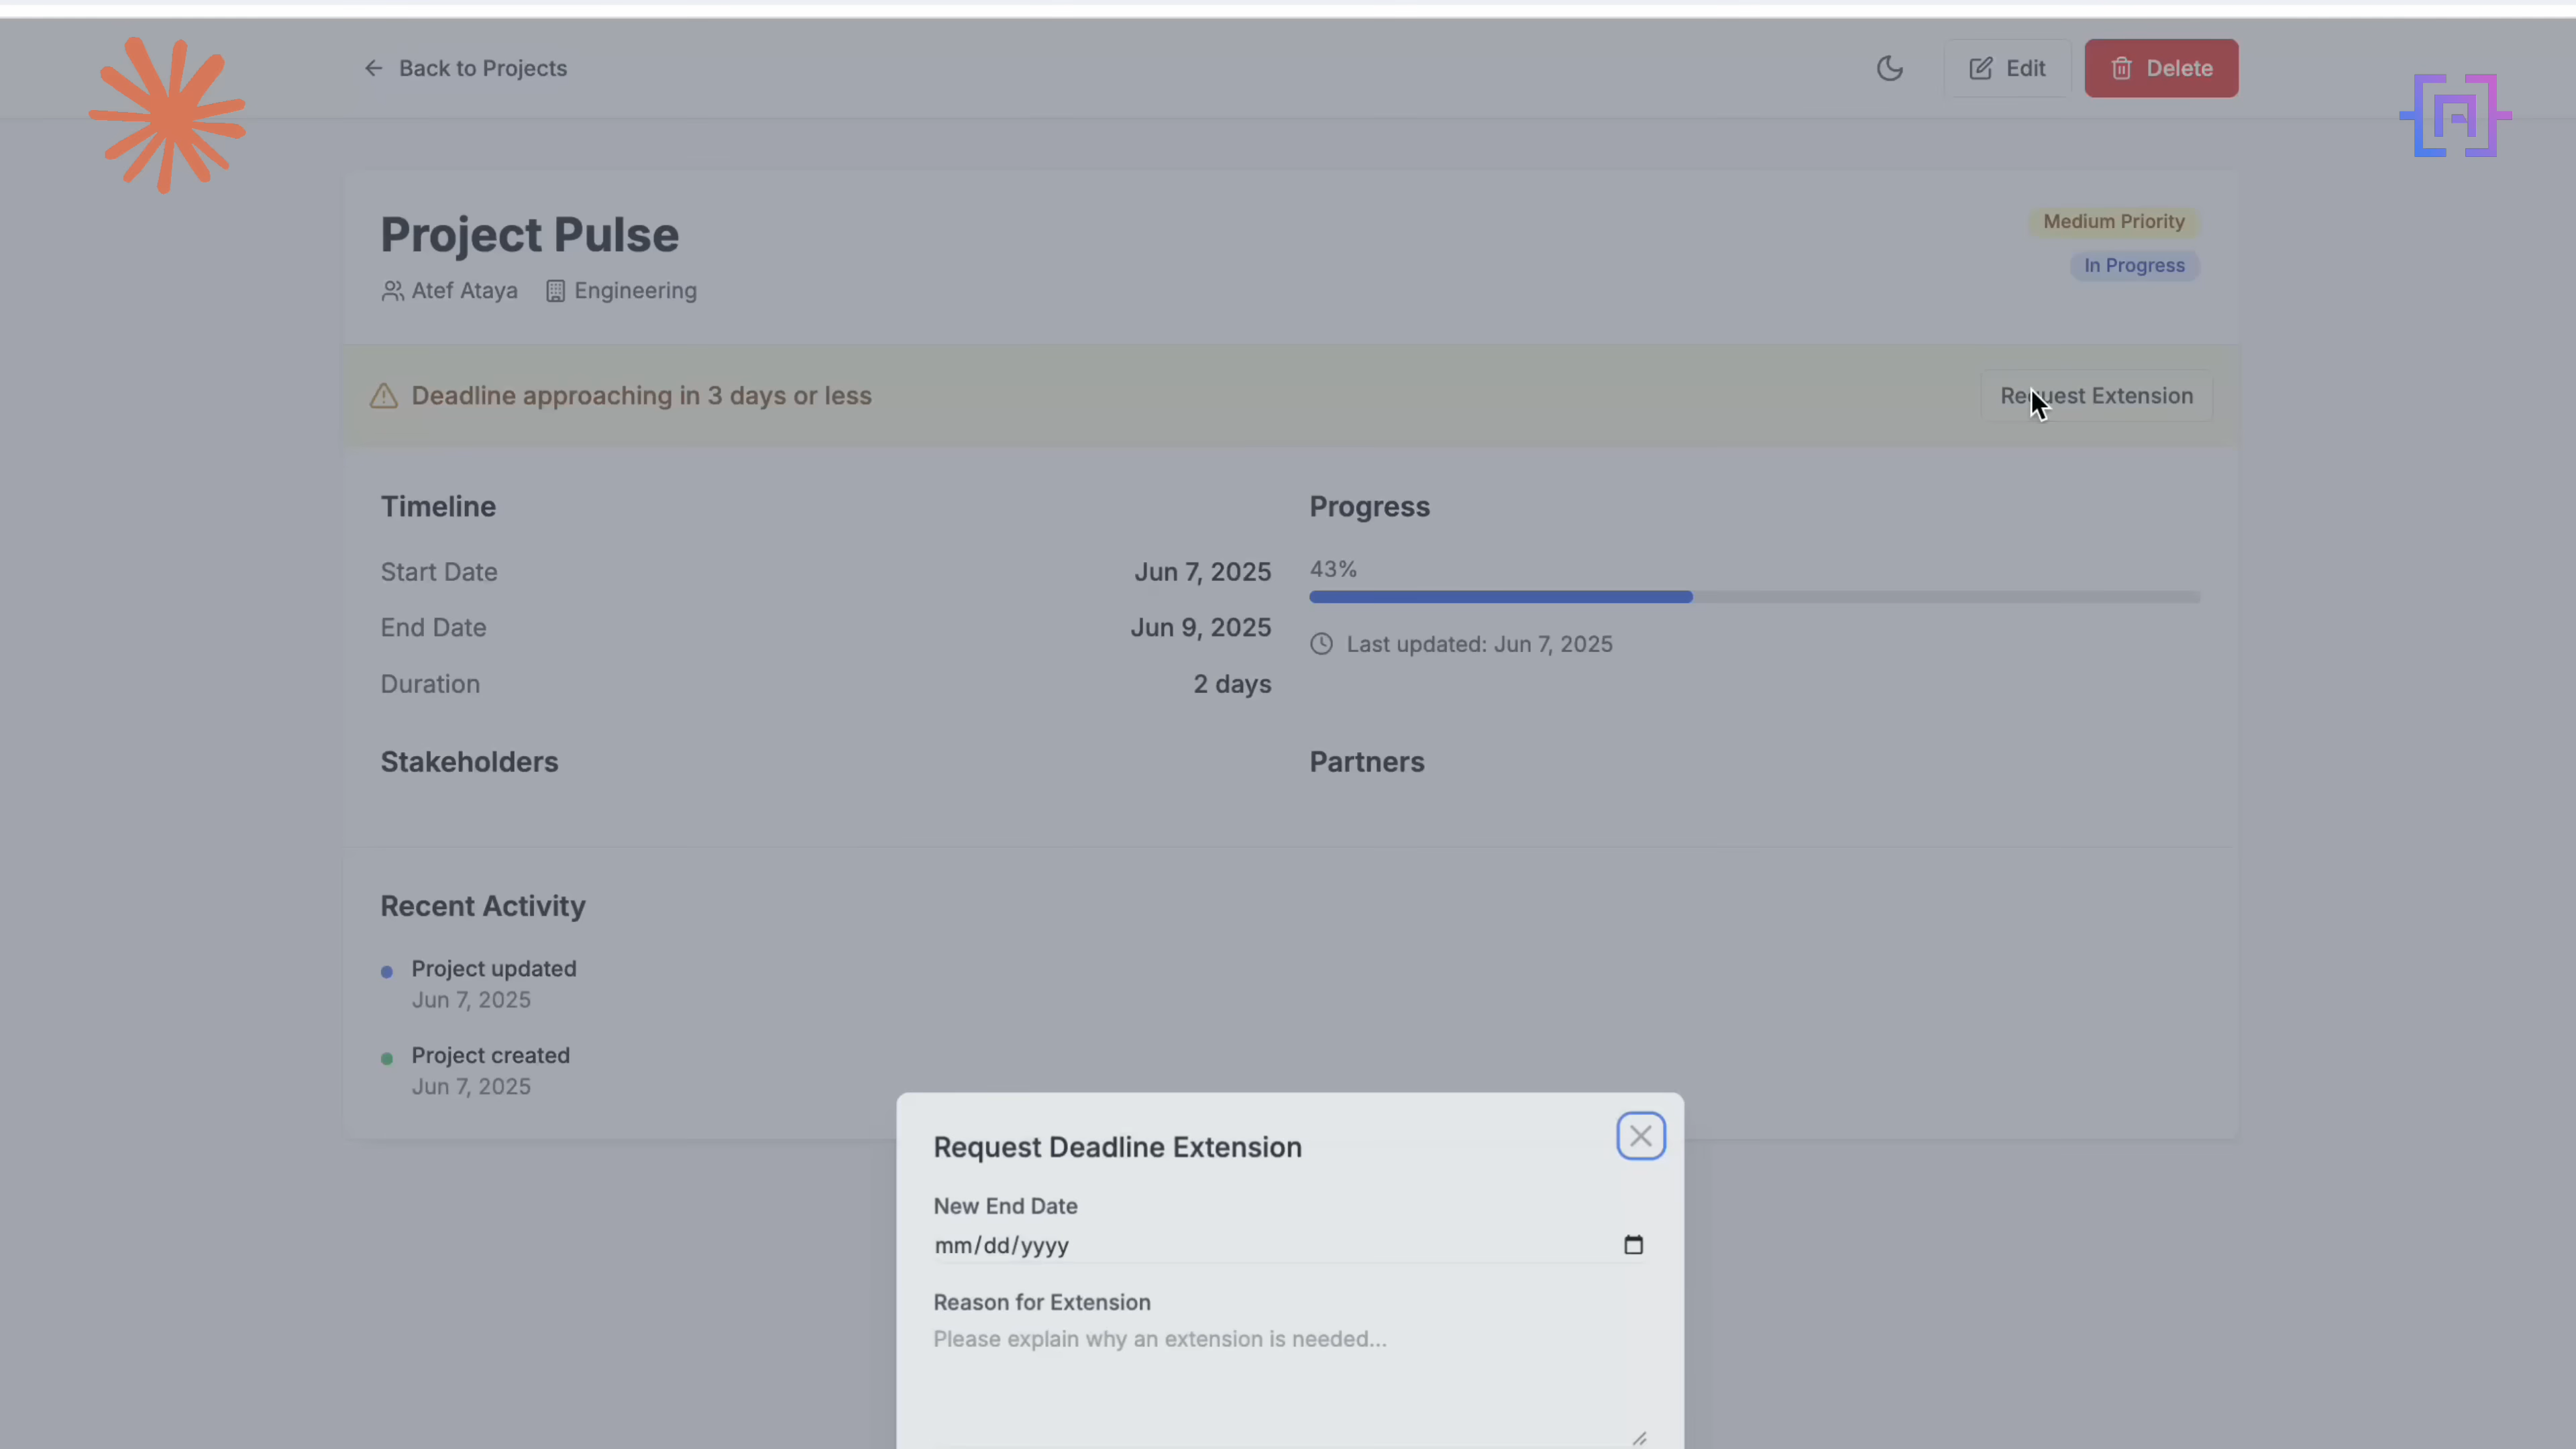 Back to Projects
Edit
Delete
Project Pulse
Medium Priority
In Progress
Atef Ataya
Engineering
Deadline approaching in 3 days or less
Request Extension
Timeline
Start Date
Jun 7, 2025
End Date
Jun 9, 2025
Duration
2 days
Progress
43%
Last updated: Jun 7, 2025
Stakeholders
Partners
Recent Activity
Project updated
Jun 7, 2025
Project created
Jun 7, 2025
Request Deadline Extension
New End Date
mm/dd/yyyy
Reason for Extension
Please explain why an extension is needed...